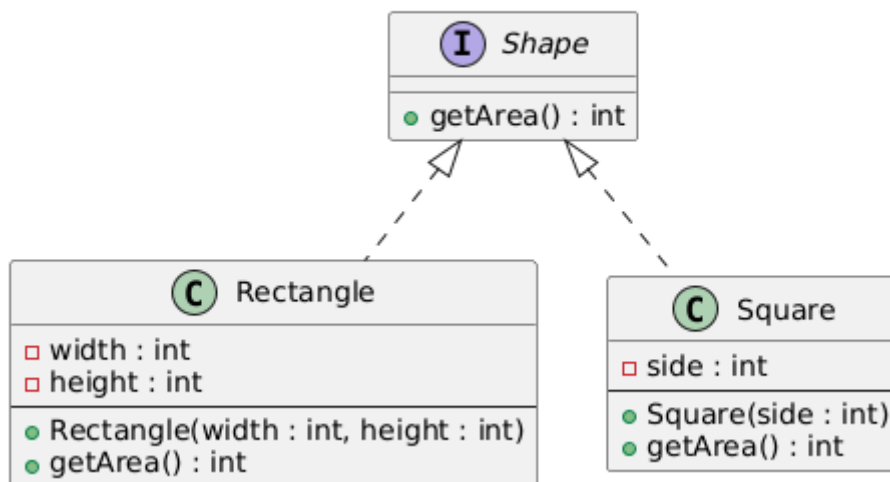 I Shape
getArea() : int
C Rectangle
width : int
height : int
Rectangle(width : int, height : int)
getArea() : int
C Square
side : int
Square(side : int)
getArea() : int